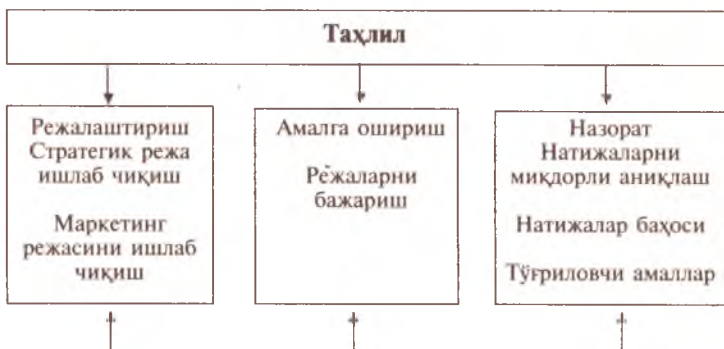 Таҳлил
Режалаштириш
Стратегик режа
ишлаб чиқиш
Маркетинг
режасини ишлаб
чиқиш
Амалга ошириш
Режаларни
бажариш
Назорат
Натижаларни
миқдорли аниқлаш
Натижалар баҳоси
Тўғриловчи амаллар